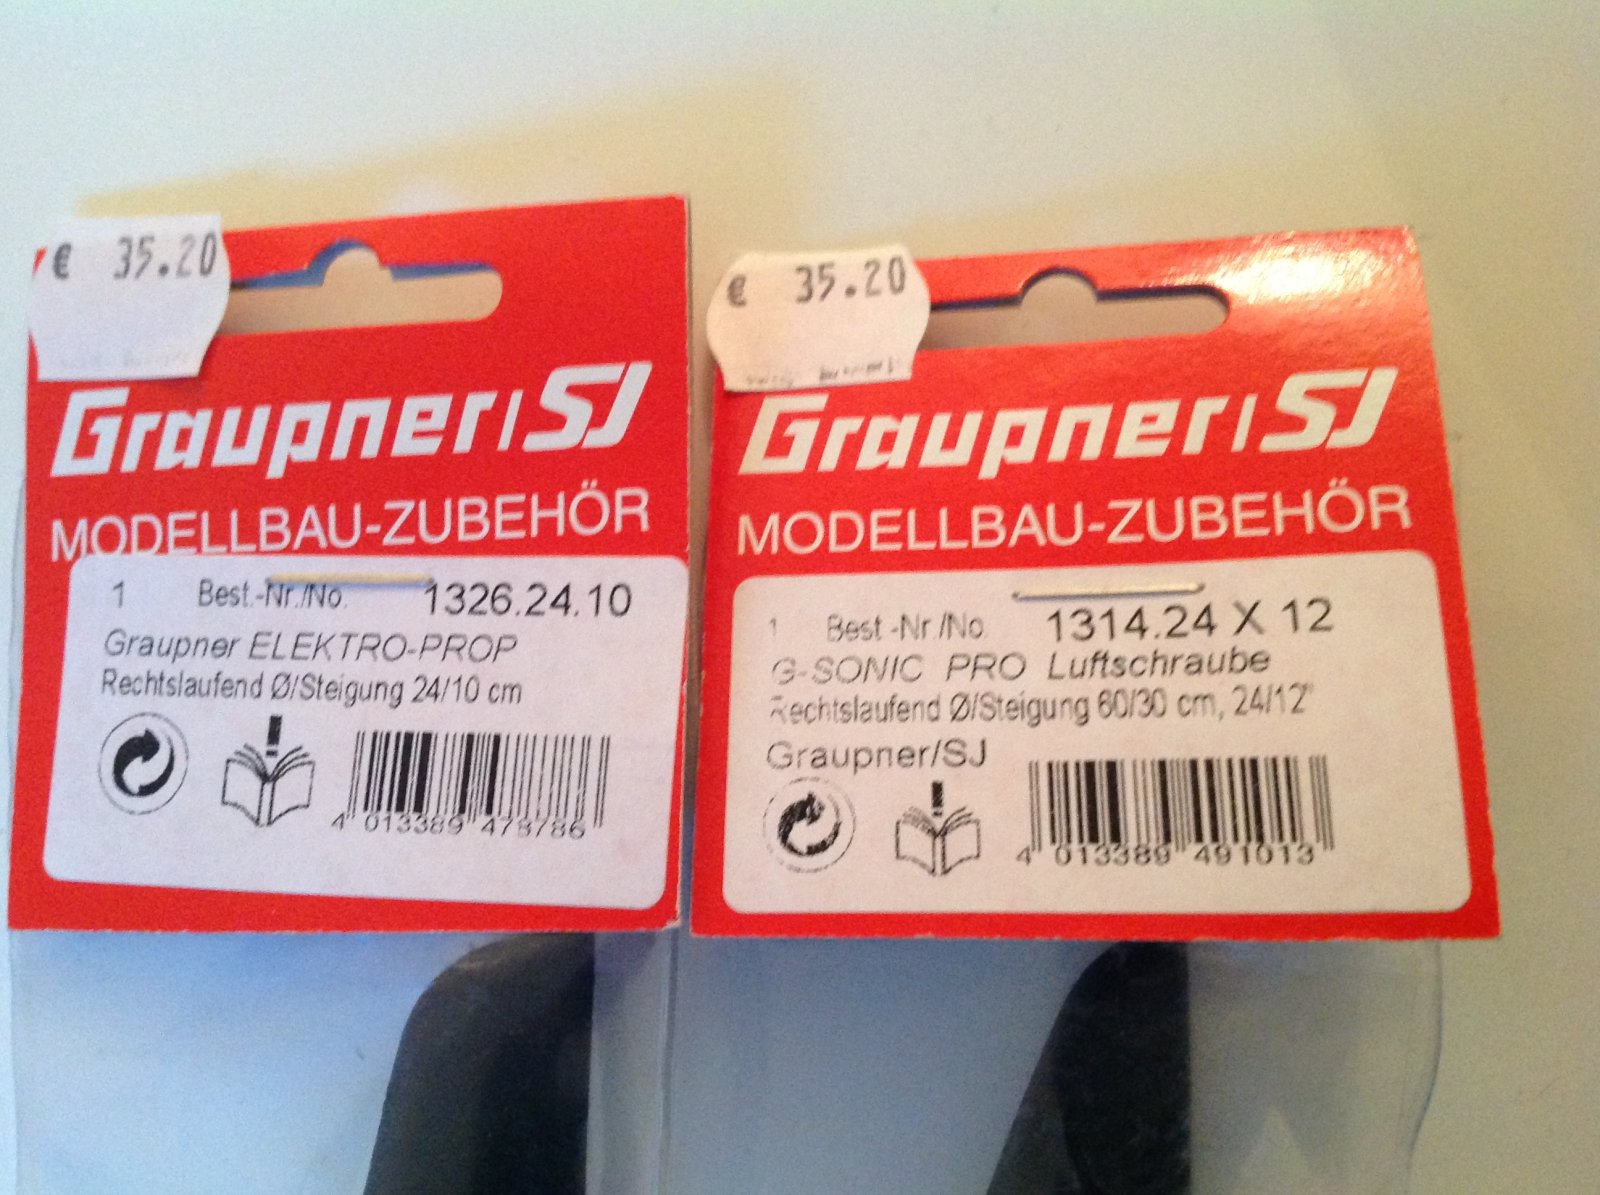 € 35.20
Graupner/SJ
MODELLBAU-ZUBEHÖR
1 Best.-Nr./No. 1326.24.10
Graupner ELEKTRO-PROP
Rechtslaufend Ø/Steigung 24/10 cm
4 013389 478786
€ 35.20
Graupner/SJ
MODELLBAU-ZUBEHÖR
1 Best.-Nr./No 1314.24 X 12
G-SONIC PRO Luftschraube
Rechtslaufend Ø/Steigung 60/30 cm, 24/12"
Graupner/SJ
4 013389 491013